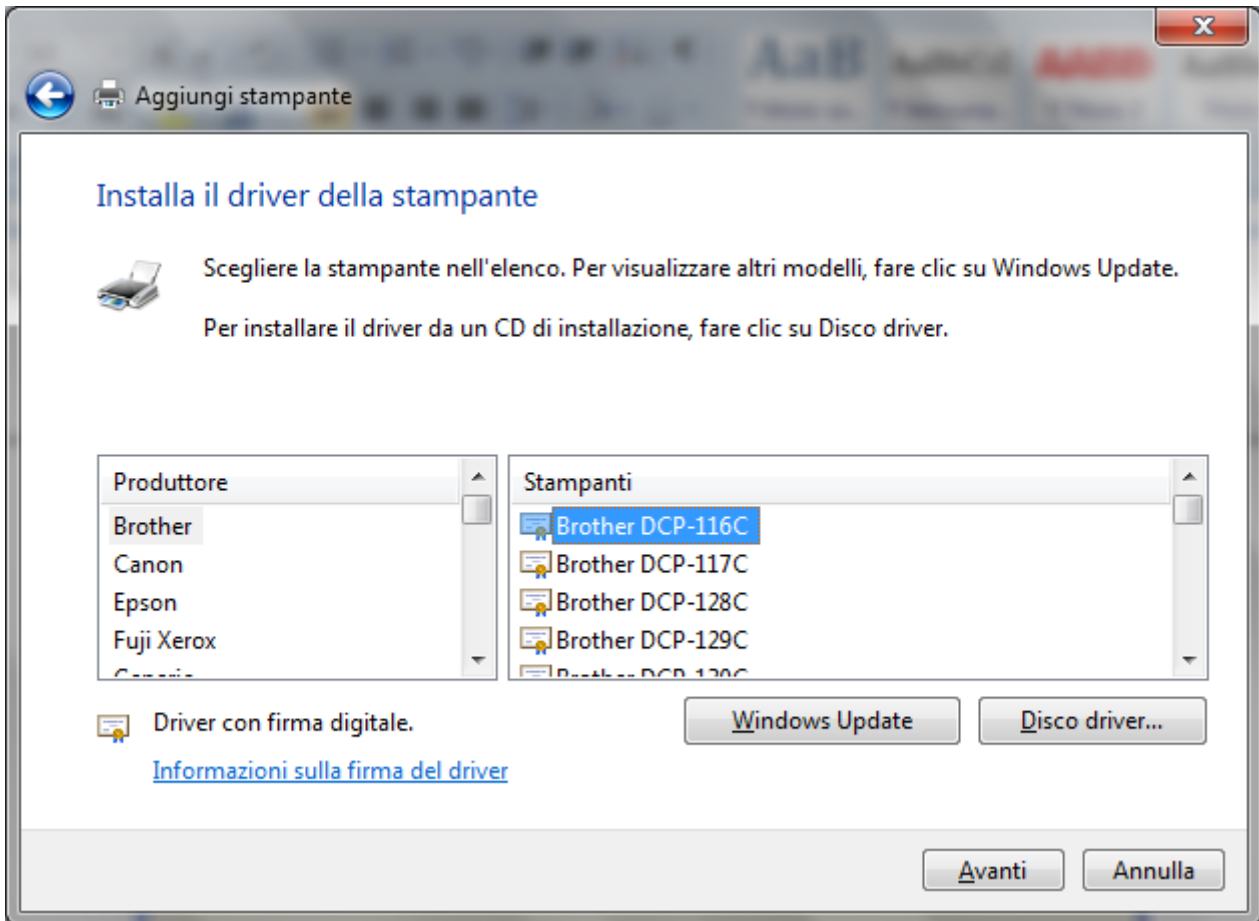 Aggiungi stampante
Installa il driver della stampante
Scegliere la stampante nell'elenco. Per visualizzare altri modelli, fare clic su Windows Update.
Per installare il driver da un CD di installazione, fare clic su Disco driver.
Produttore
Brother
Canon
Epson
Fuji Xerox
Stampanti
Brother DCP-116C
Brother DCP-117C
Brother DCP-128C
Brother DCP-129C
Driver con firma digitale.
Informazioni sulla firma del driver
Windows Update
Disco driver...
Avanti
Annulla